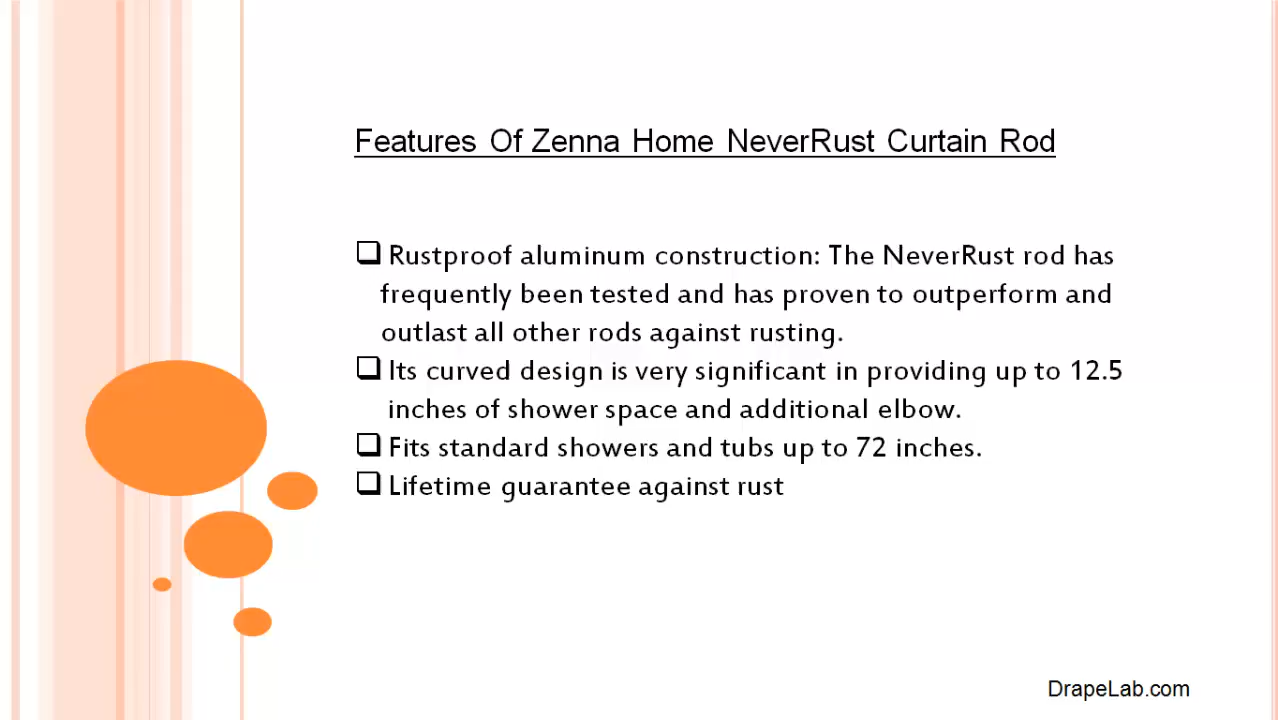 Features Of Zenna Home NeverRust Curtain Rod
Rustproof aluminum construction: The NeverRust rod has
frequently been tested and has proven to outperform and
outlast all other rods against rusting.
Its curved design is very significant in providing up to 12.5
inches of shower space and additional elbow.
Fits standard showers and tubs up to 72 inches.
Lifetime guarantee against rust
DrapeLab.com